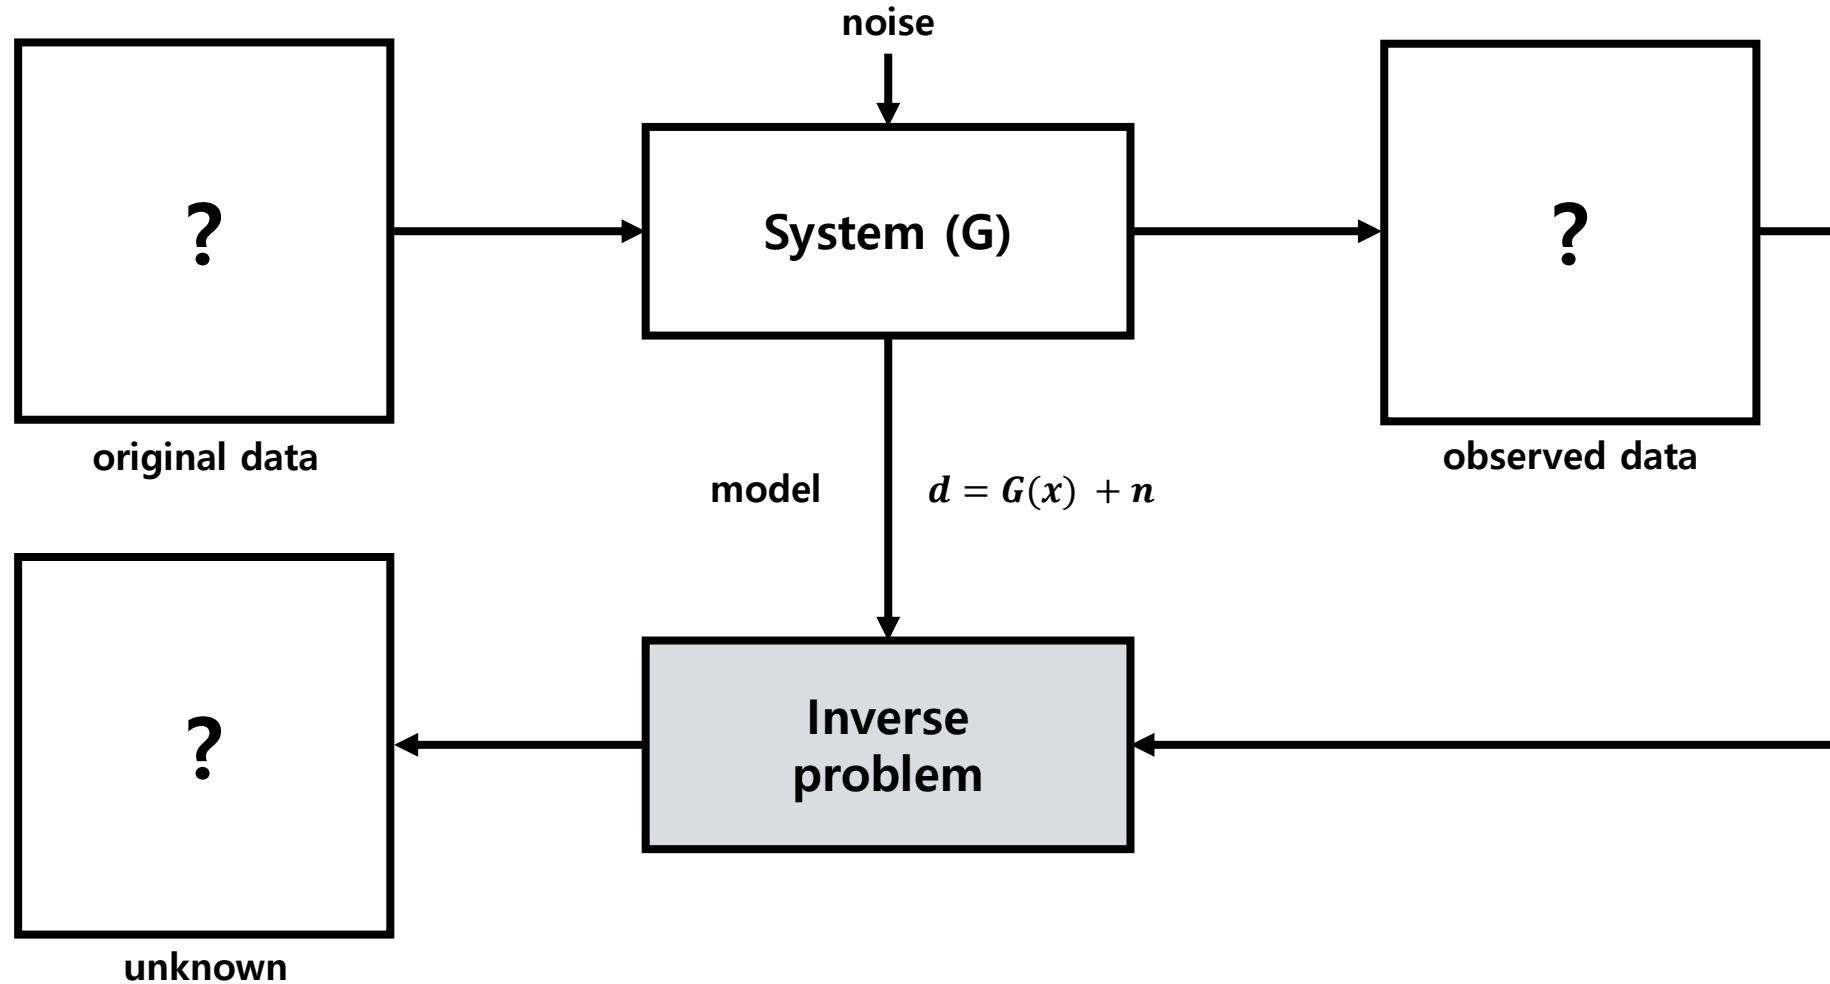 noise
?
System (G)
?
original data
observed data
model
d = G(x) + n
?
Inverse
problem
unknown